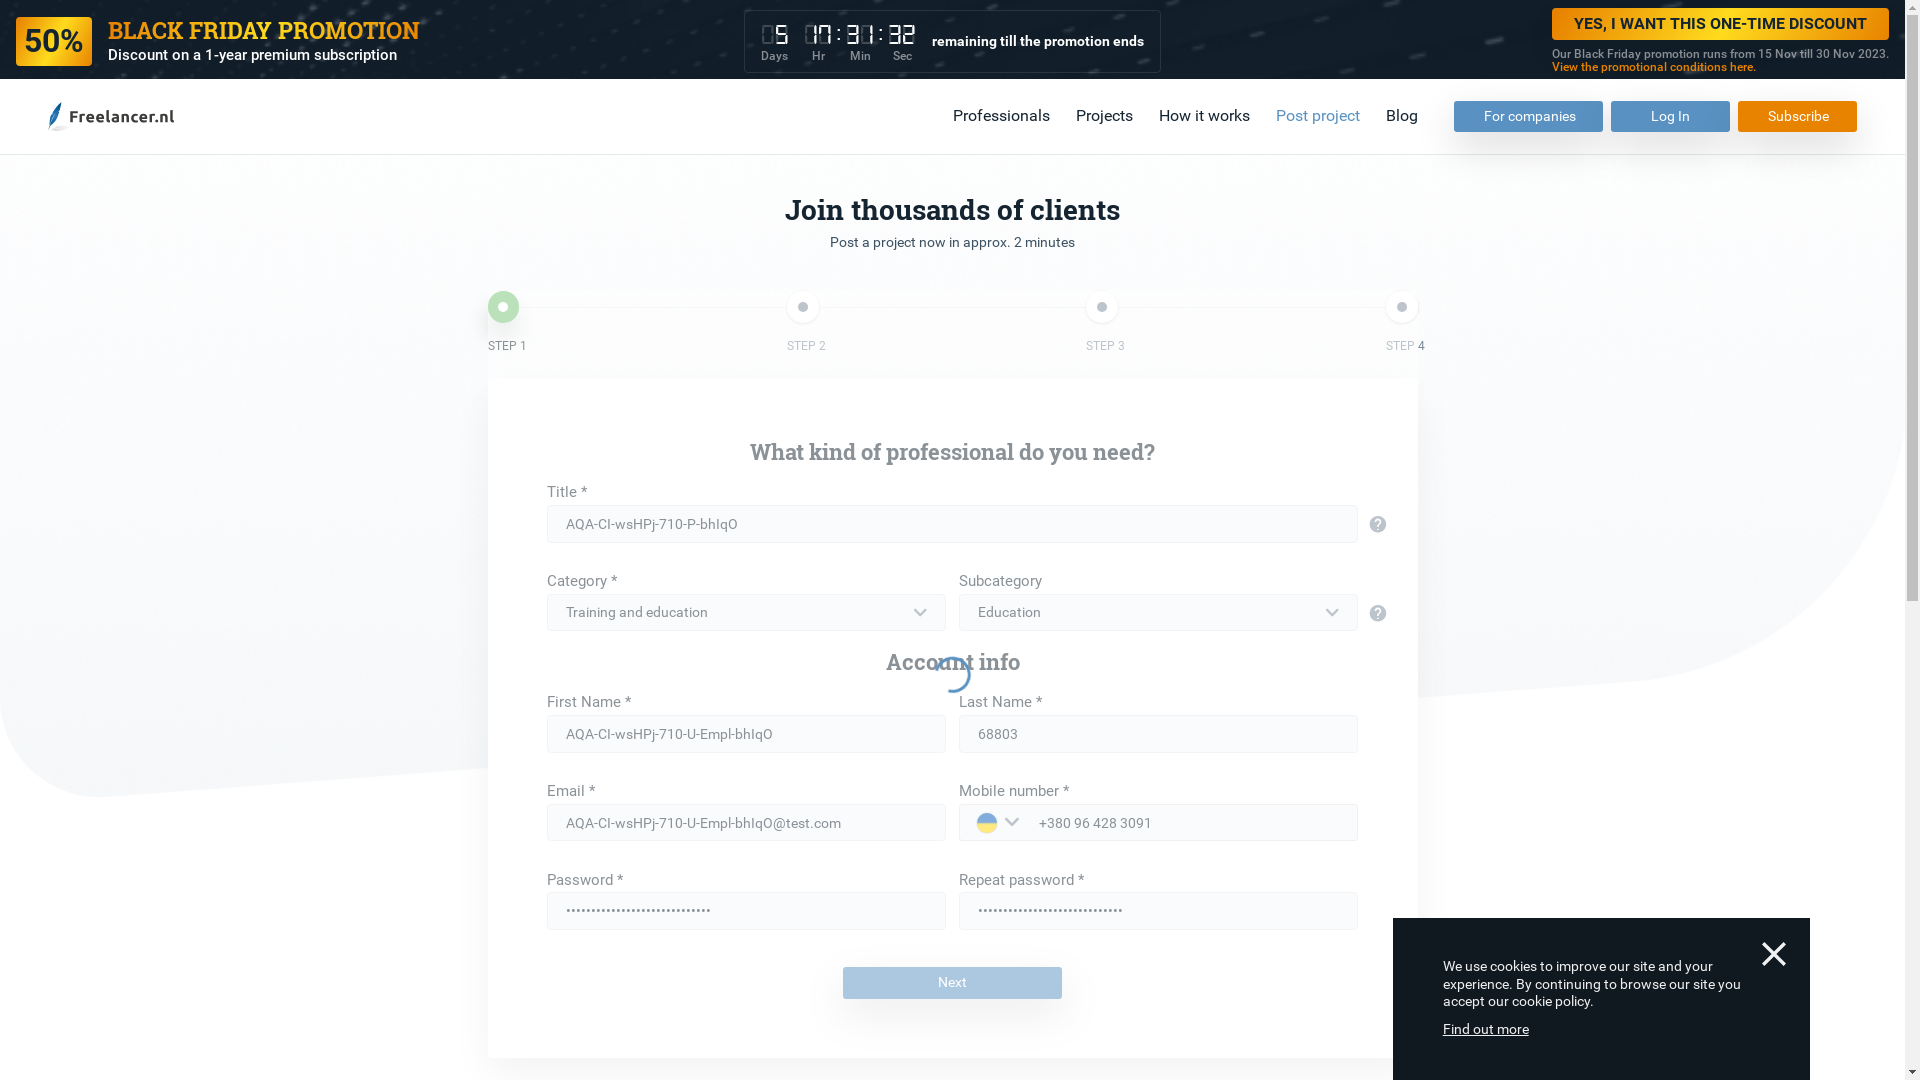 50%
BLACK FRIDAY PROMOTION
Discount on a 1-year premium subscription
5 17 : 31 : 32
Days Hr Min Sec
remaining till the promotion ends
YES, I WANT THIS ONE-TIME DISCOUNT
Our Black Friday promotion runs from 15 Nov till 30 Nov 2023.
View the promotional conditions here.
Freelancer.nl
Professionals
Projects
How it works
Post project
Blog
For companies
Log In
Subscribe
Join thousands of clients
Post a project now in approx. 2 minutes
STEP 1
STEP 2
STEP 3
STEP 4
What kind of professional do you need?
Title *
AQA-CI-wsHPj-710-P-bhIqO
?
Category *
Subcategory
Training and education
Education
?
Account info
First Name *
Last Name *
AQA-CI-wsHPj-710-U-Empl-bhIqO
68803
Email *
Mobile number *
AQA-CI-wsHPj-710-U-Empl-bhIqO@test.com
+380 96 428 3091
Password *
Repeat password *
Next
We use cookies to improve our site and your
experience. By continuing to browse our site you
accept our cookie policy.
Find out more